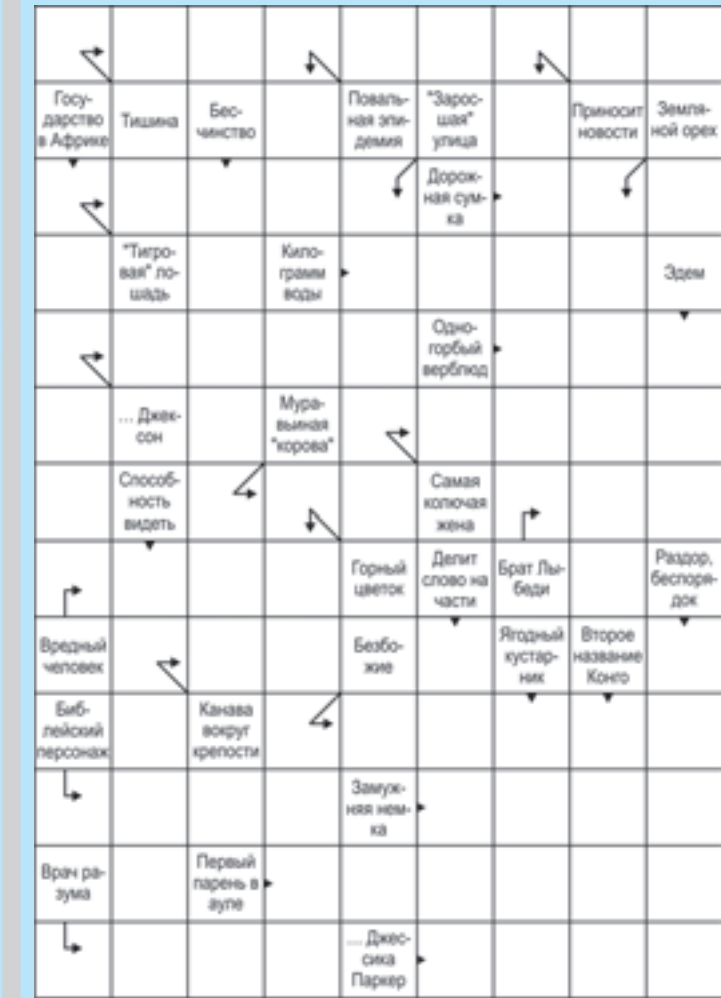 Госу-
дарство
в Африке
Тишина
Бес-
чинство
Поваль-
ная эпи-
демия
"Зарос-
шая"
улица
Приносит
новости
Земля-
ной орех
Дорож-
ная сум-
ка
"Тигро-
вая" ло-
шадь
Кило-
грамм
воды
Эдем
Одно-
горбый
верблюд
... Джек-
сон
Мура-
вьиная
"корова"
Способ-
ность
видеть
Самая
колючая
жена
Горный
цветок
Делит
слово на
части
Брат Лы-
беди
Раздор,
беспоря-
док
Вредный
человек
Безбо-
жие
Ягодный
кустар-
ник
Второе
название
Конго
Биб-
лейский
персонаж
Канава
вокруг
крепости
Замуж-
няя нем-
ка
Врач ра-
зума
Первый
парень в
ауле
.... Джес-
сика
Паркер